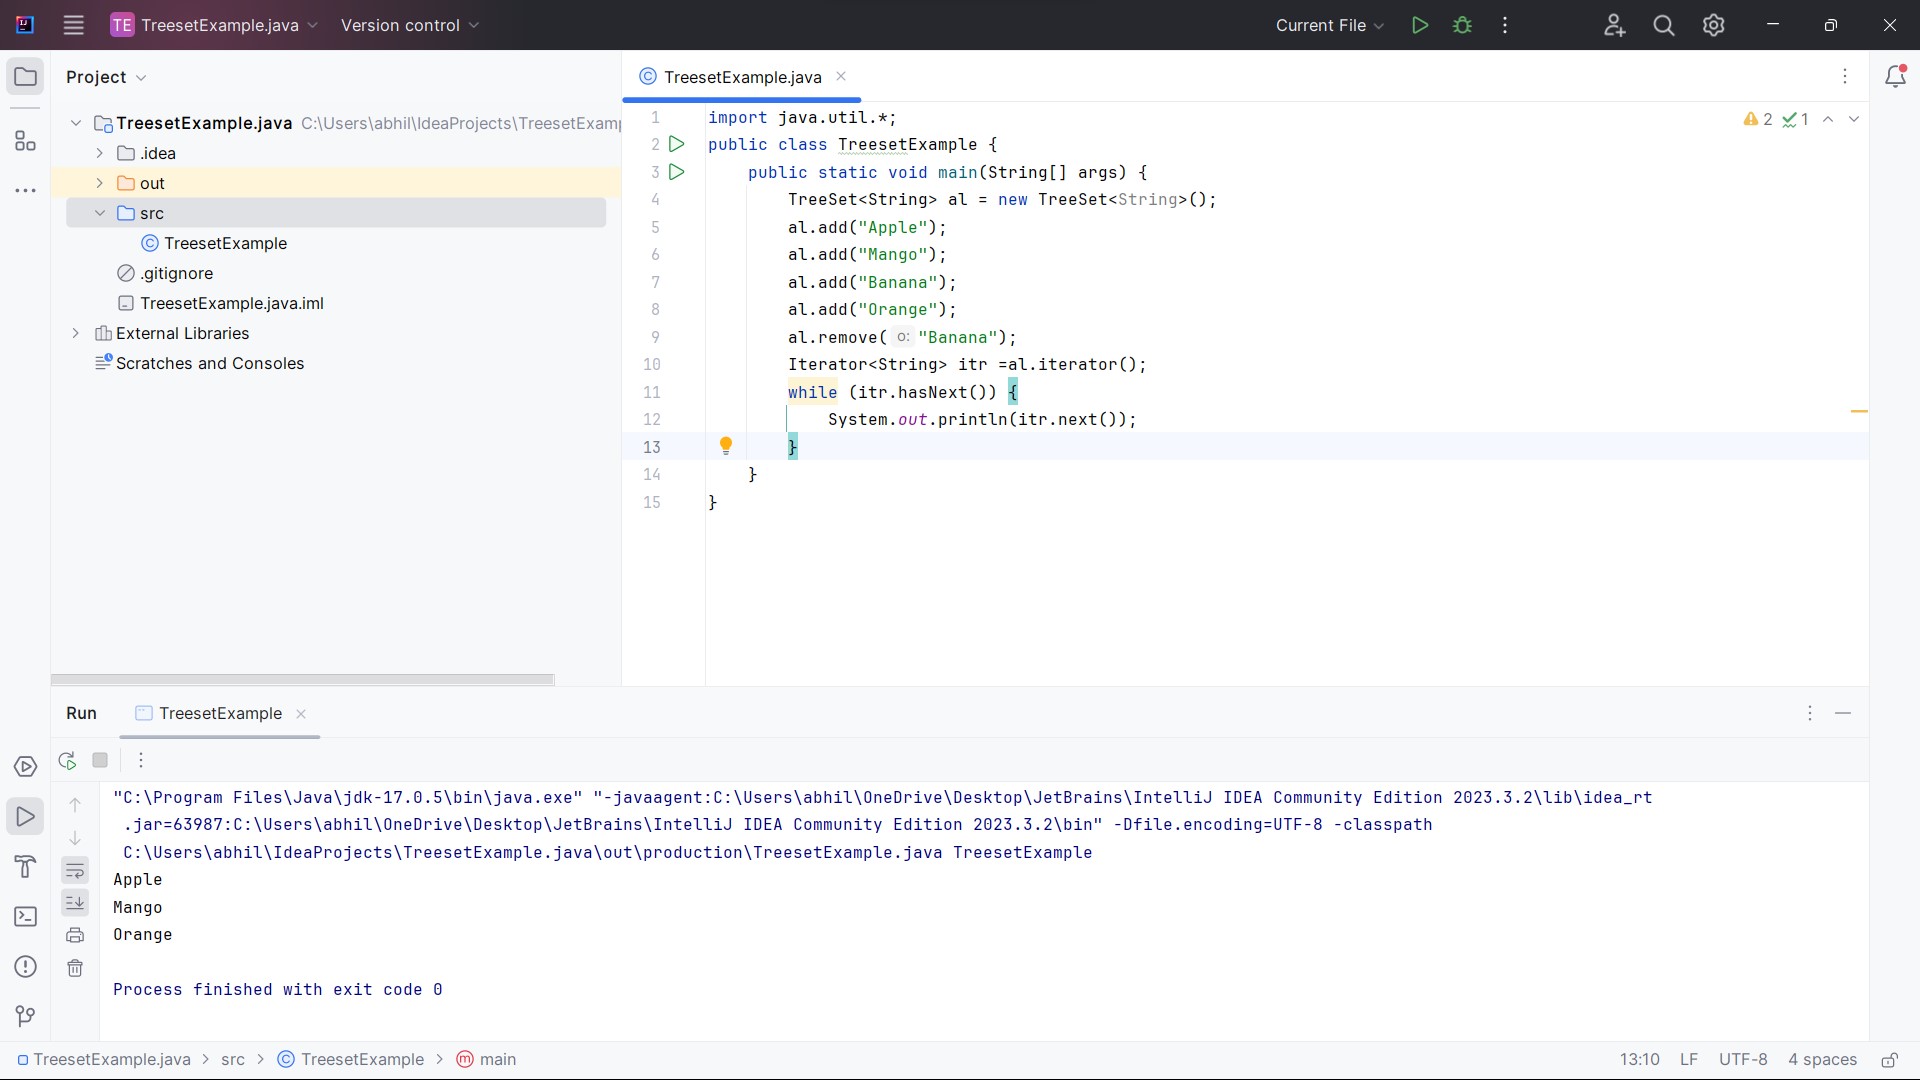 TE TreesetExample.java Version control Current File
Project
TreesetExample.java C:\Users\abhil\IdeaProjects\TreesetExam
.idea
out
src
TreesetExample
.gitignore
TreesetExample.java.iml
External Libraries
Scratches and Consoles
TreesetExample.java
2 1
1 import java.util.*;
2 public class TreesetExample {
3 public static void main(String[] args) {
4 TreeSet<String> al = new TreeSet<String>();
5 al.add("Apple");
6 al.add("Mango");
7 al.add("Banana");
8 al.add("Orange");
9 al.remove( o: "Banana");
10 Iterator<String> itr =al.iterator();
11 while (itr.hasNext()) {
12 System.out.println(itr.next());
13 }
14 }
15 }
Run TreesetExample
"C:\Program Files\Java\jdk-17.0.5\bin\java.exe" "-javaagent:C:\Users\abhil\OneDrive\Desktop\JetBrains\IntelliJ IDEA Community Edition 2023.3.2\lib\idea_rt
.jar=63987:C:\Users\abhil\OneDrive\Desktop\JetBrains\IntelliJ IDEA Community Edition 2023.3.2\bin" -Dfile.encoding=UTF-8 -classpath
C:\Users\abhil\IdeaProjects\TreesetExample.java\out\production\TreesetExample.java TreesetExample
Apple
Mango
Orange
Process finished with exit code 0
TreesetExample.java > src > TreesetExample > main 13:10 LF UTF-8 4 spaces